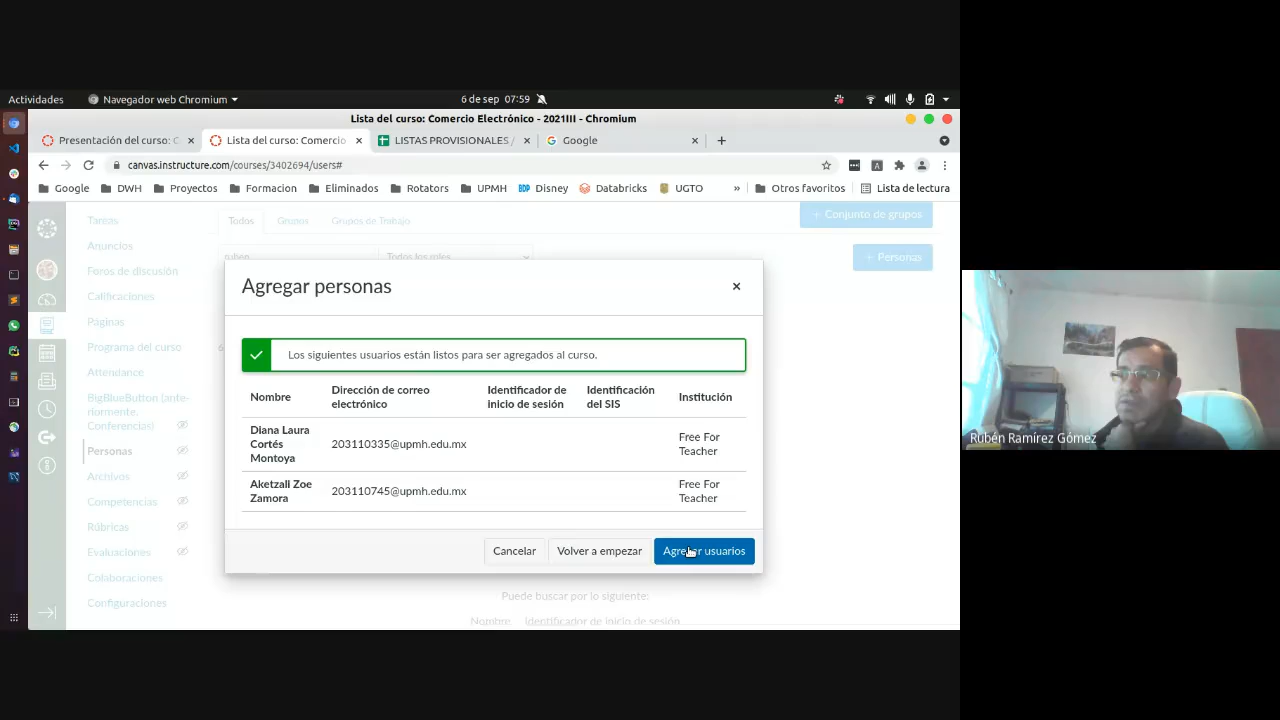 Actividades
Navegador web Chromium
6 de sep 07:59
Lista del curso: Comercio Electrónico - 2021III - Chromium
Presentación del curso: C
Lista del curso: Comercio
LISTAS PROVISIONALES /
Google
canvas.instructure.com/courses/3402694/users#
Google
DWH
Proyectos
Formacion
Eliminados
Rotators
UPMH
BDP Disney
Databricks
UGTO
»
Otros favoritos
Lista de lectura
Tareas
Anuncios
Foros de discusión
Calificaciones
Páginas
Programa del curso
Attendance
BigBlueButton (ante-
riormente,
Conferencias)
Personas
Archivos
Competencias
Rúbricas
Evaluaciones
Colaboraciones
Configuraciones
Todos
Grupos
Grupos de Trabajo
+ Conjunto de grupos
ruben
Todos los roles
+ Personas
Agregar personas
Los siguientes usuarios están listos para ser agregados al curso.
Nombre
Dirección de correo
electrónico
Identificador de
inicio de sesión
Identificación
del SIS
Institución
Diana Laura
Cortés
Montoya
203110335@upmh.edu.mx
Free For
Teacher
Aketzali Zoe
Zamora
203110745@upmh.edu.mx
Free For
Teacher
Cancelar
Volver a empezar
Agregar usuarios
Puede buscar por lo siguiente:
Nombre
Identificador de inicio de sesión
Rubén Ramírez Gómez